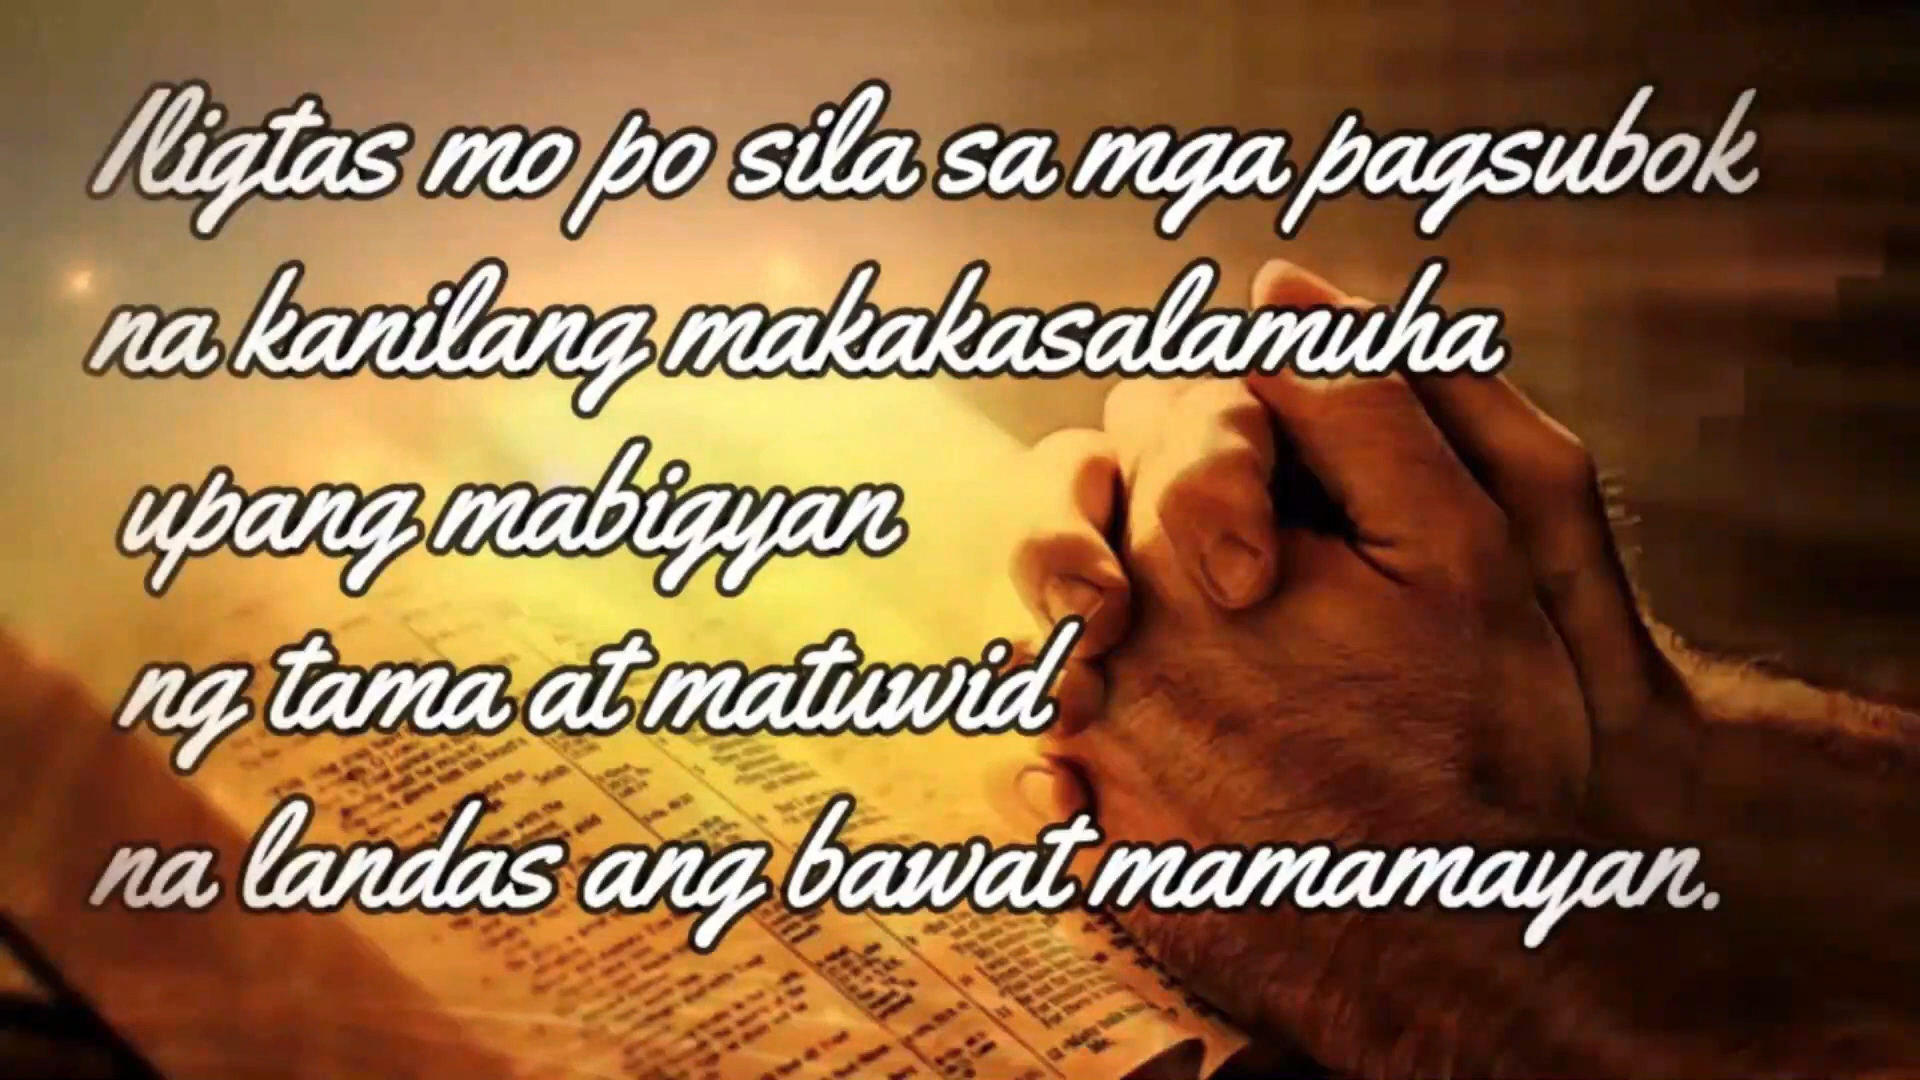 Iligtas mo po sila sa mga pagsubok
na kanilang makakasalamuha
upang mabigyan
ng tama at matuwid
na landas ang bawat mamamayan.